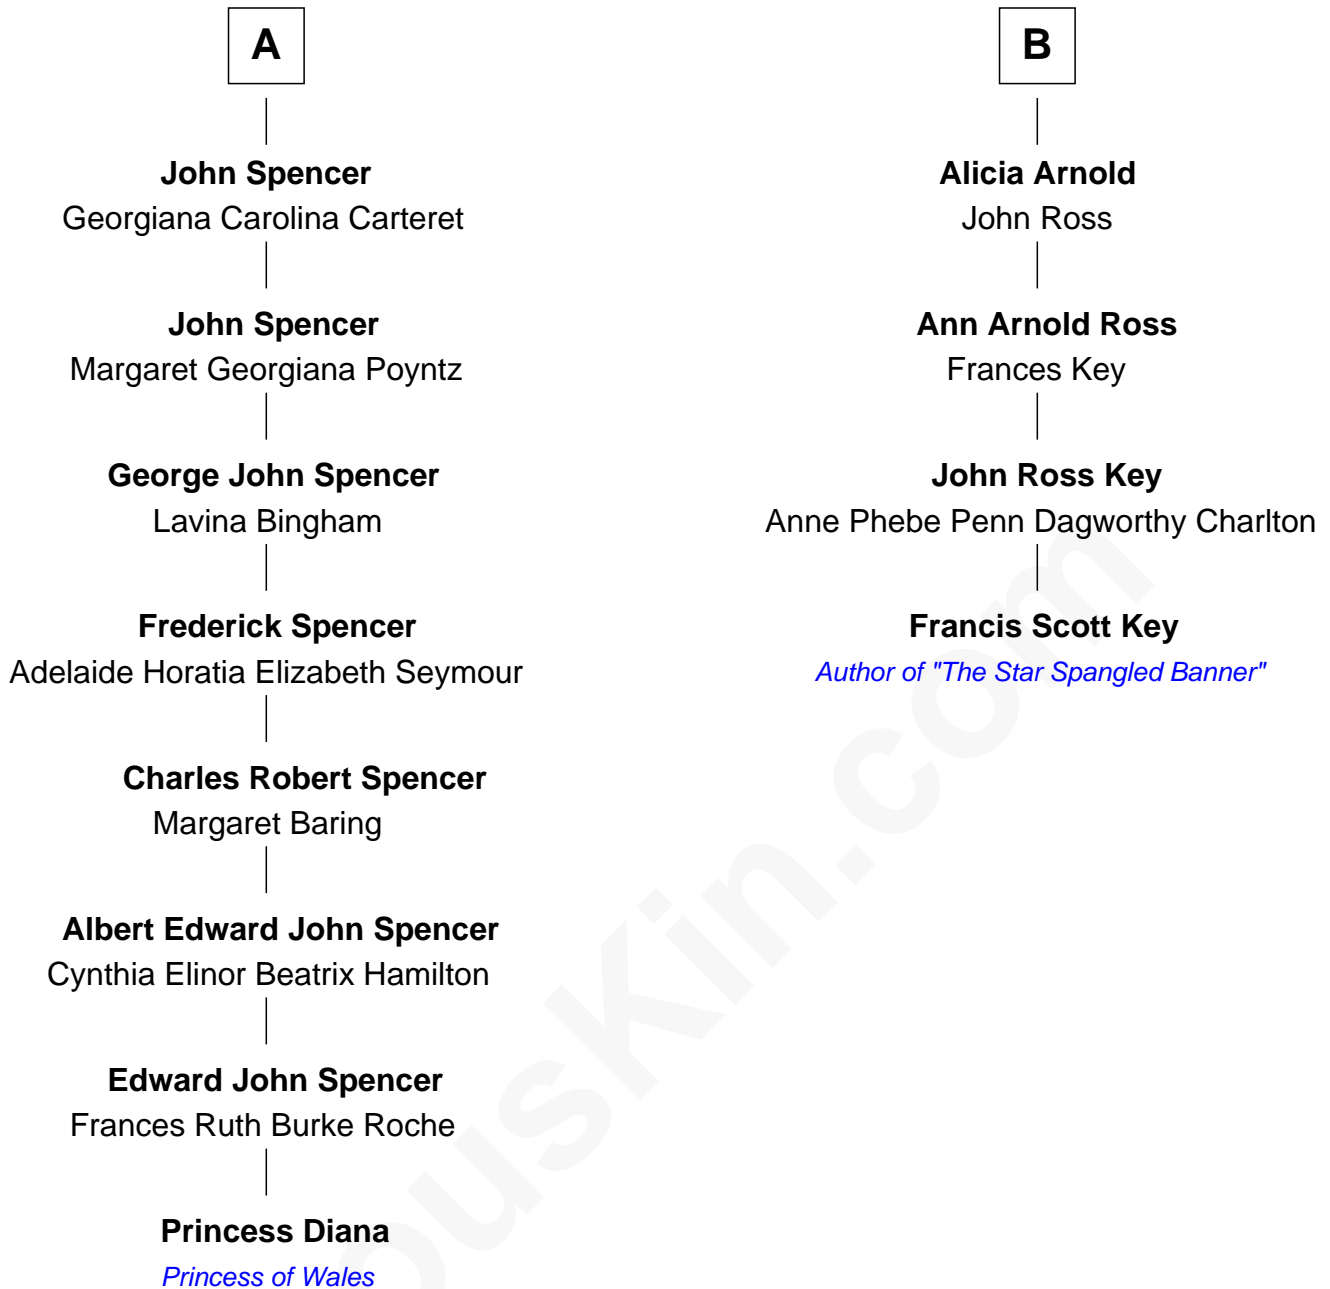 A
John Spencer
Georgiana Carolina Carteret
John Spencer
Margaret Georgiana Poyntz
George John Spencer
Lavina Bingham
Frederick Spencer
Adelaide Horatia Elizabeth Seymour
Charles Robert Spencer
Margaret Baring
Albert Edward John Spencer
Cynthia Elinor Beatrix Hamilton
Edward John Spencer
Frances Ruth Burke Roche
Princess Diana
Princess of Wales
B
Alicia Arnold
John Ross
Ann Arnold Ross
Frances Key
John Ross Key
Anne Phebe Penn Dagworthy Charlton
Francis Scott Key
Author of "The Star Spangled Banner"
ousKin.com